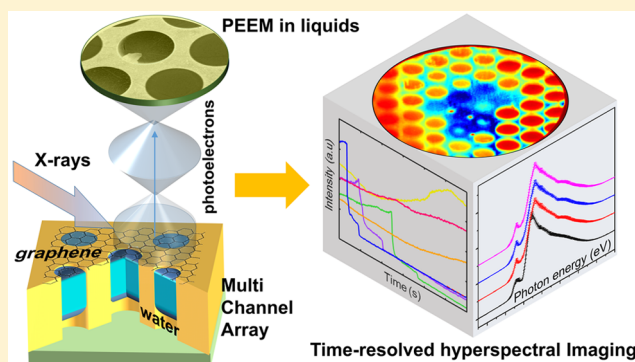 PEEM in liquids
photoelectrons
X-rays
graphene
water
Multi
Channel
Array
Intensity (a.u)
Time (s)
Photon energy (eV)
Time-resolved hyperspectral Imaging